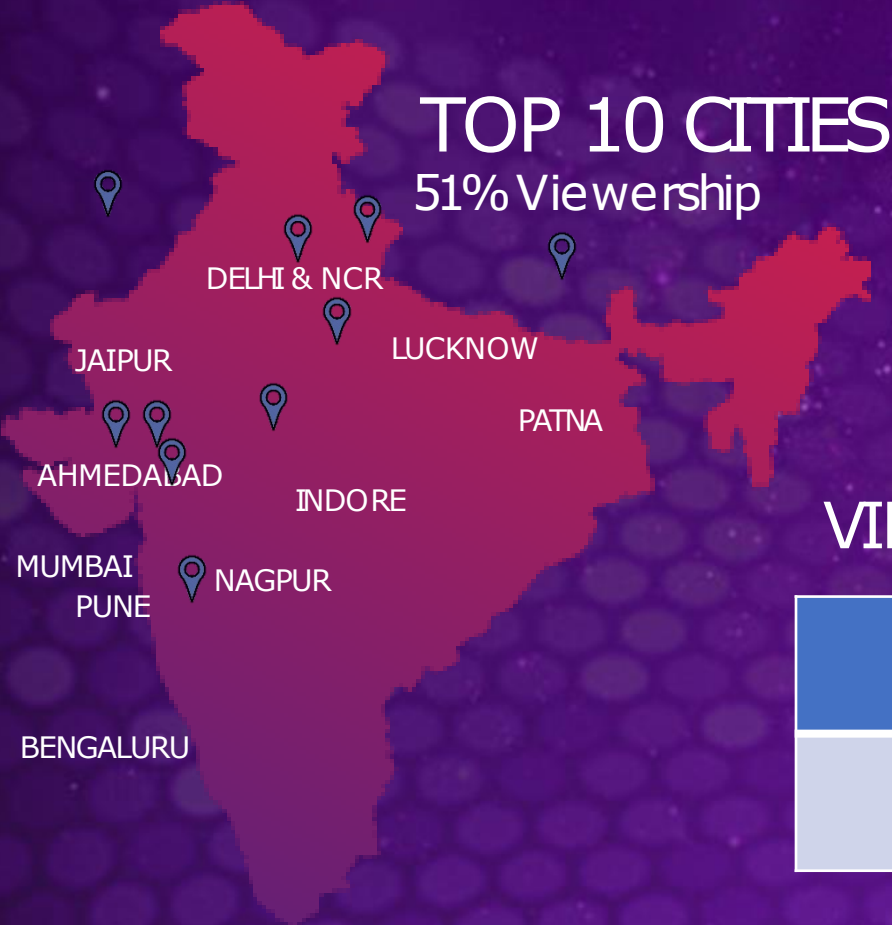 TOP 10 CITIES
51% Viewership
DELHI & NCR
LUCKNOW
JAIPUR
PATNA
AHMEDABAD
INDORE
MUMBAI
NAGPUR
PUNE
BENGALURU